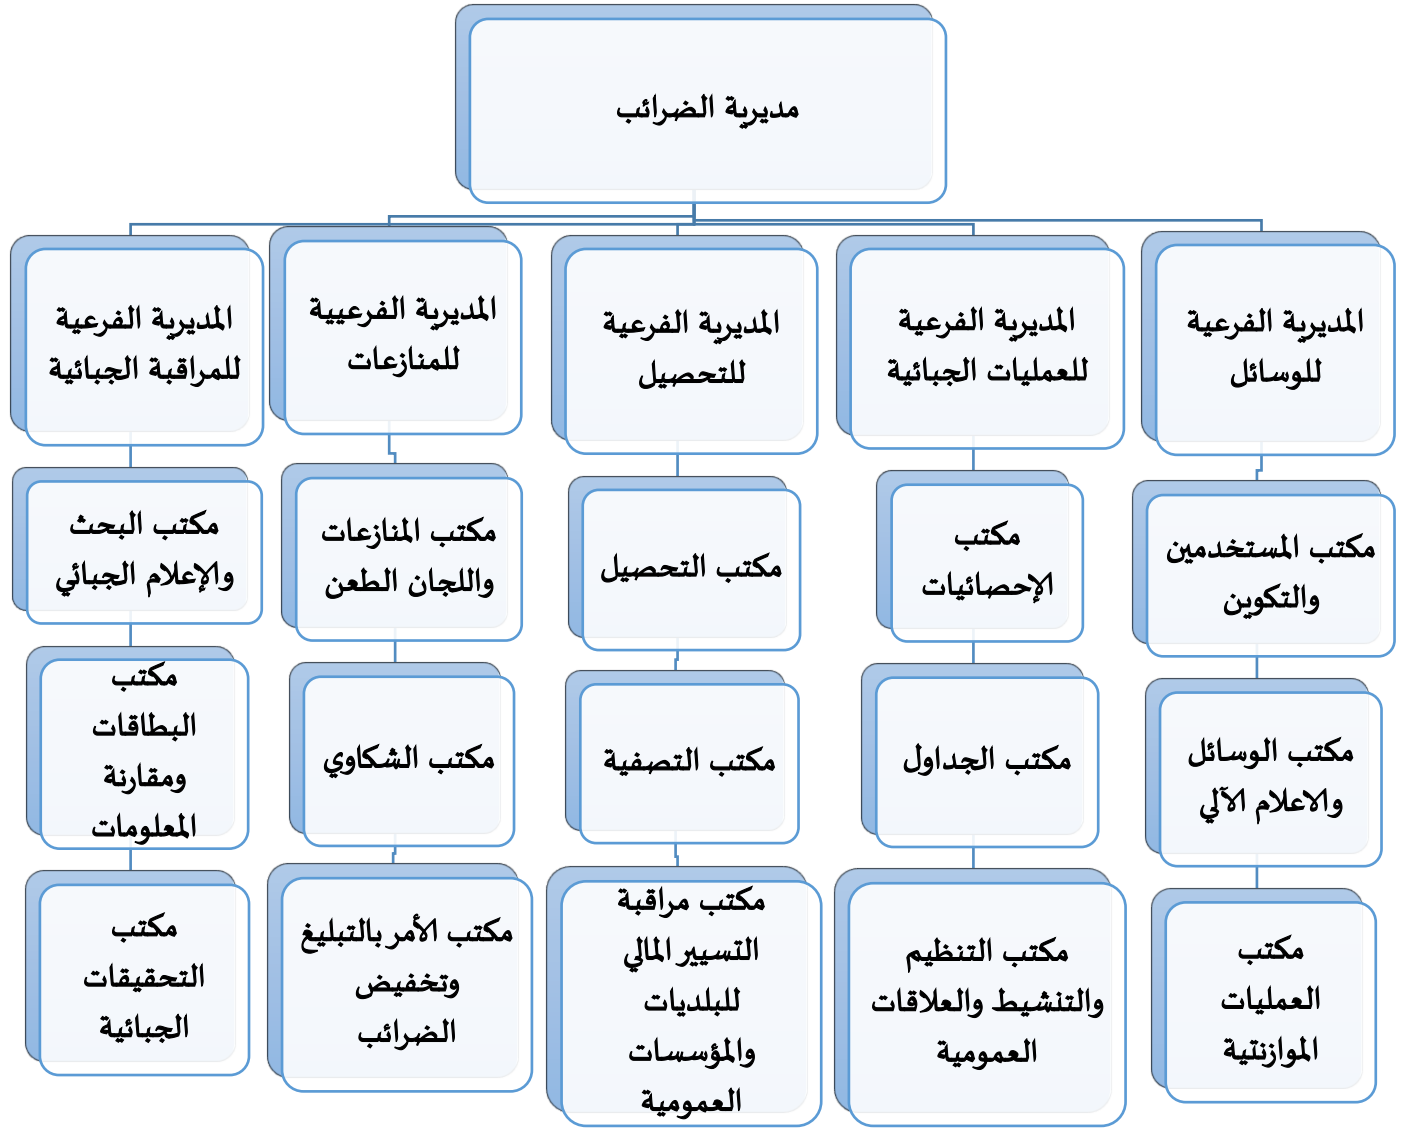 مديرية الضرائب
المديرية الفرعية
للوسائل
المديرية الفرعية
للعمليات الجبائية
المديرية الفرعية
للتحصيل
المديرية الفرعيية
للمنازعات
المديرية الفرعية
للمراقبة الجبائية
مكتب المستخدمين
والتكوين
مكتب
الإحصائيات
مكتب التحصيل
مكتب المنازعات
واللجان الطعن
مكتب البحث
والإعلام الجبائي
مكتب الوسائل
والاعلام الآلي
مكتب الجداول
مكتب التصفية
مكتب الشكاوي
مكتب
البطاقات
ومقارنة
المعلومات
مكتب
العمليات
الموازنتية
مكتب التنظيم
والتنشيط والعلاقات
العمومية
مكتب مراقبة
التسيير المالي
للبلديات
والمؤسسات
العمومية
مكتب الأمر بالتبليغ
وتخفيض
الضرائب
مكتب
التحقيقات
الجبائية